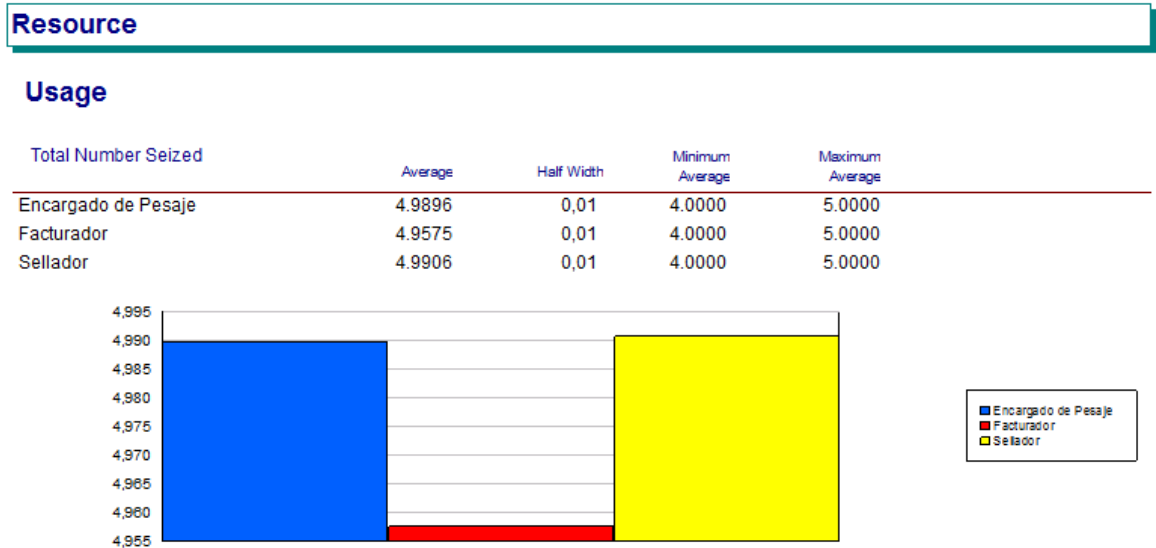 Resource
Usage
Total Number Seized Average Half Width Minimum Average Maximum Average
Encargado de Pesaje 4.9896 0,01 4.0000 5.0000
Facturador 4.9575 0,01 4.0000 5.0000
Sellador 4.9906 0,01 4.0000 5.0000
4,995
4,990
4,985
4,980
4,975
4,970
4,965
4,960
4,955
Encargado de Pesaje
Facturador
Sellador